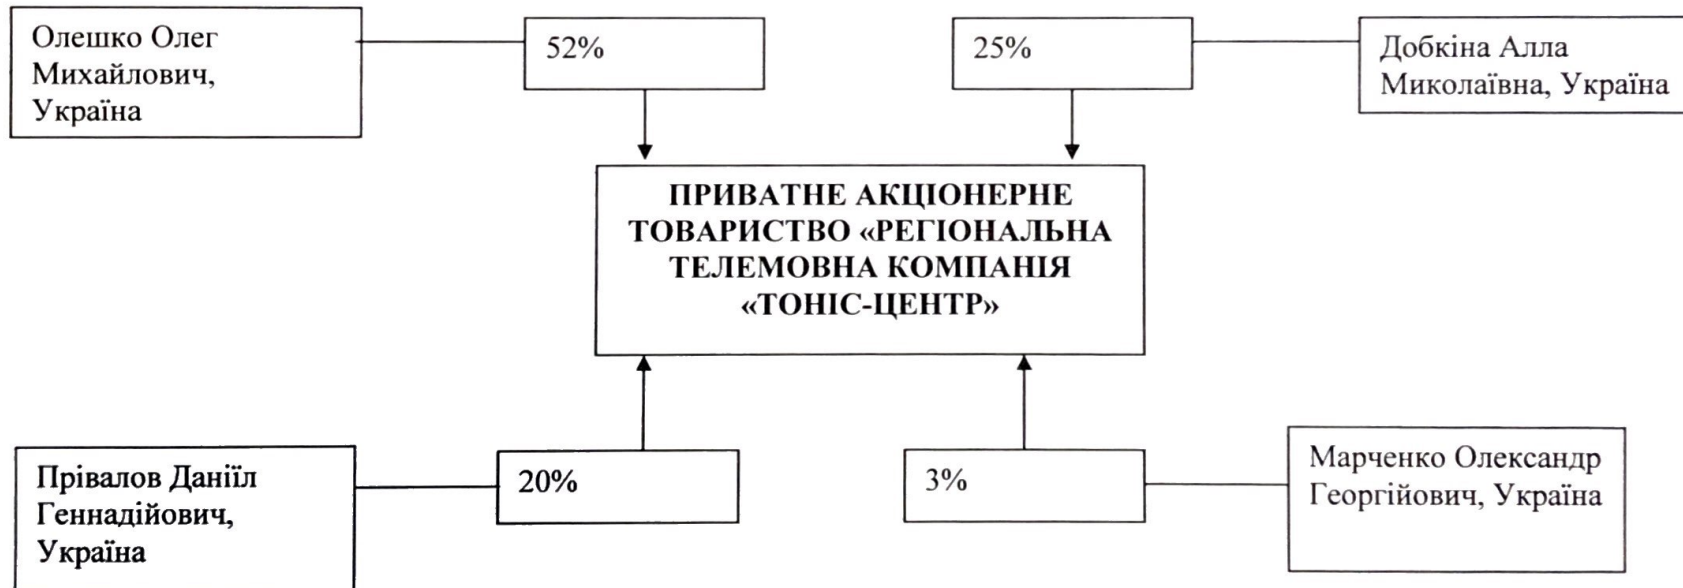 Олешко Олег
Михайлович,
Україна
52%
25%
Добкіна Алла
Миколаївна, Україна
ПРИВАТНЕ АКЦІОНЕРНЕ
ТОВАРИСТВО «РЕГІОНАЛЬНА
ТЕЛЕМОВНА КОМПАНІЯ
«ТОНІС-ЦЕНТР»
Прівалов Даніїл
Геннадійович,
Україна
20%
3%
Марченко Олександр
Георгійович, Україна